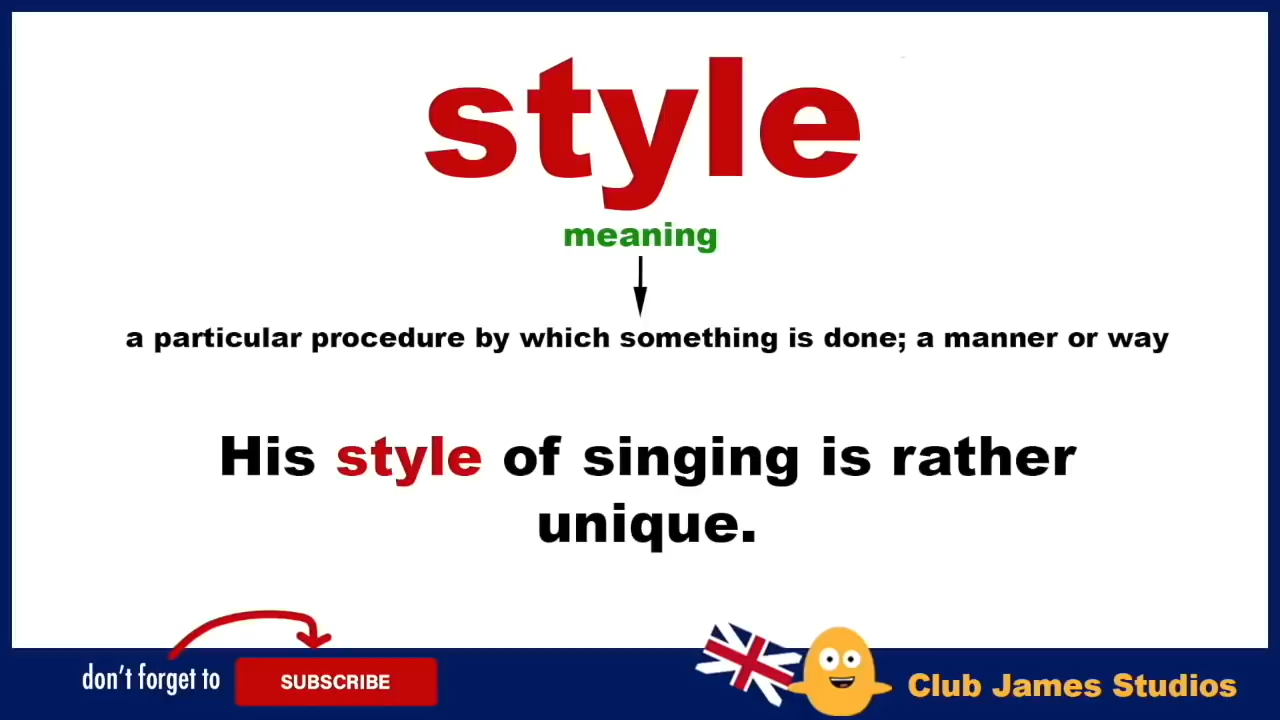 style
meaning
a particular procedure by which something is done; a manner or way
His style of singing is rather
unique.
don't forget to
SUBSCRIBE
Club James Studios